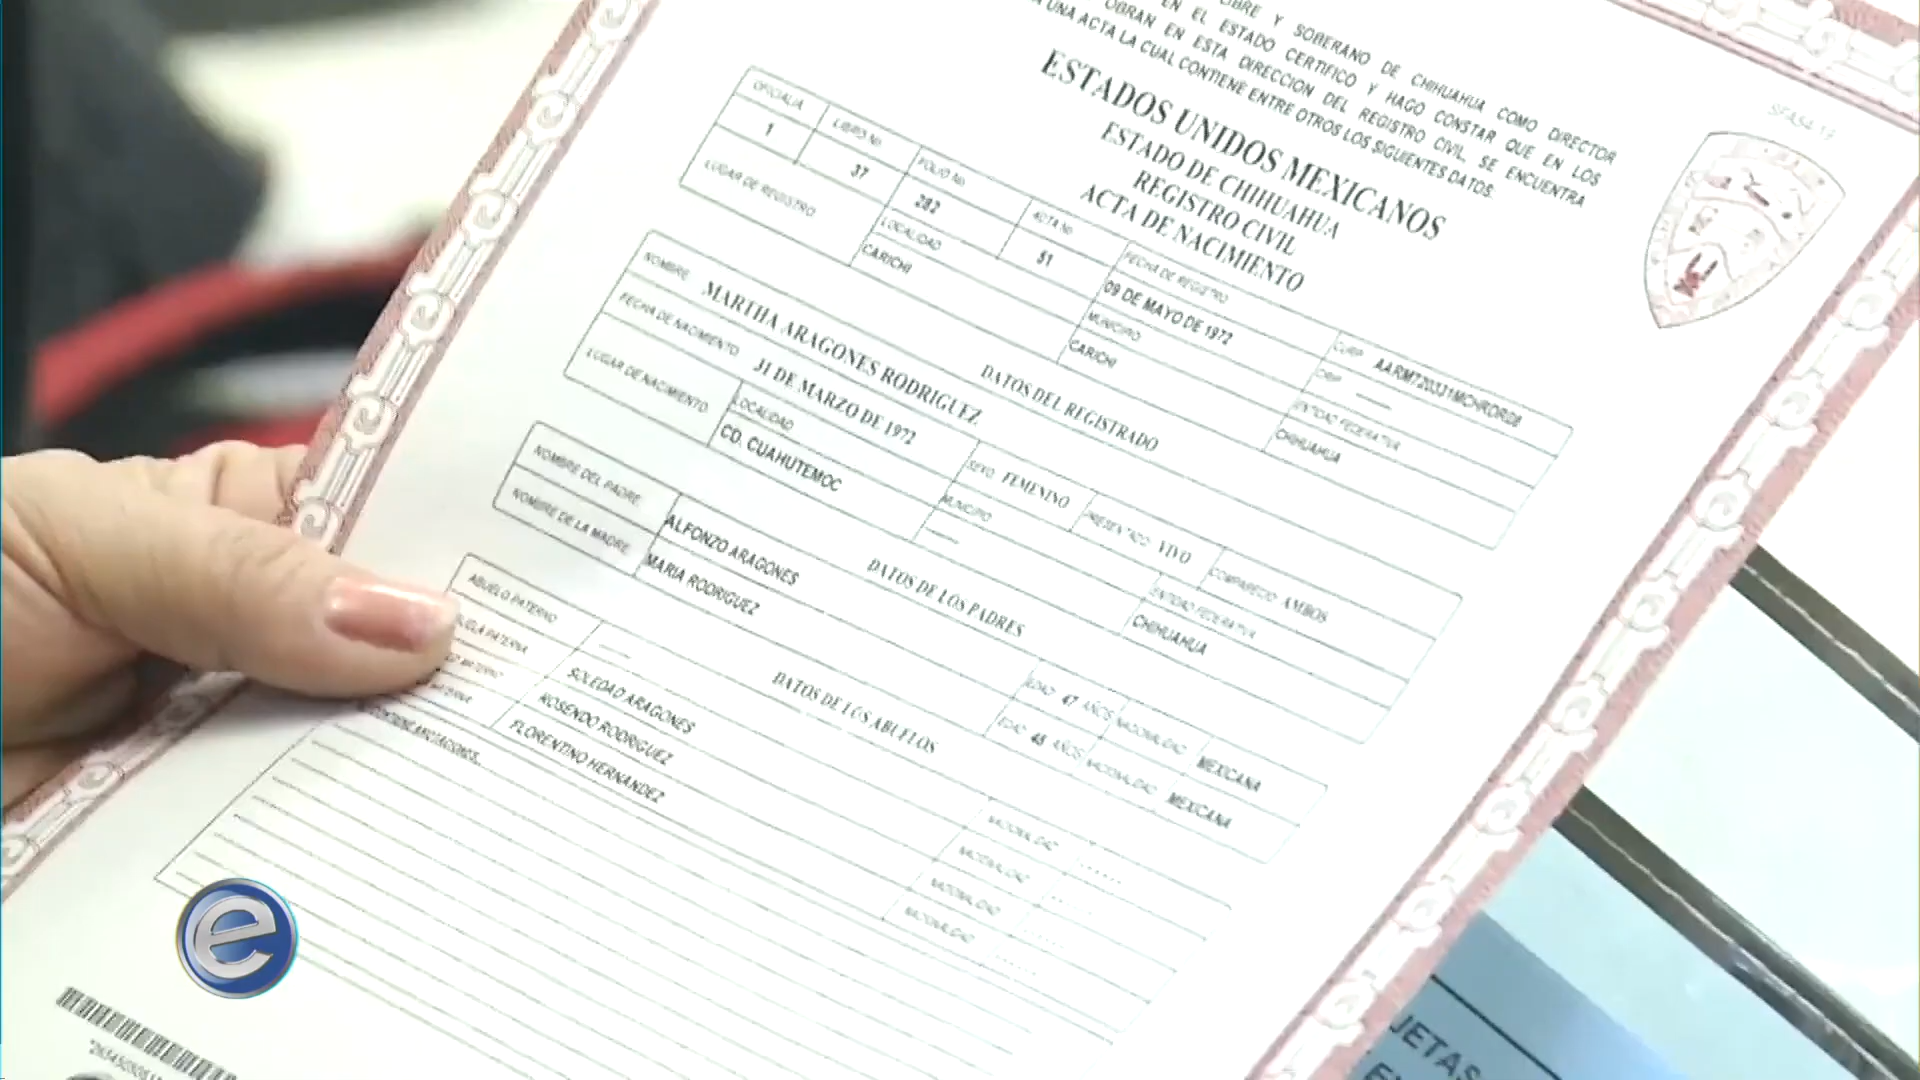 LIBRE Y SOBERANO DE CHIHUAHUA COMO DIRECTOR
EN EL ESTADO CERTIFICO Y HAGO CONSTAR QUE EN LOS
OBRAN EN ESTA DIRECCION DEL REGISTRO CIVIL, SE ENCUENTRA
UNA ACTA LA CUAL CONTIENE ENTRE OTROS LOS SIGUIENTES DATOS.
ESTADOS UNIDOS MEXICANOS
ESTADO DE CHIHUAHUA
REGISTRO CIVIL
ACTA DE NACIMIENTO
OFICIALIA LIBRO No. FOLIO No. ACTA No. FECHA DE REGISTRO CURP AARM720331MCHRDR08
1 37 282 51 09 DE MAYO DE 1972 CRIP
LUGAR DE REGISTRO LOCALIDAD MUNICIPIO ENTIDAD FEDERATIVA
CARICHI CARICHI CHIHUAHUA
DATOS DEL REGISTRADO
NOMBRE MARTHA ARAGONES RODRIGUEZ
FECHA DE NACIMIENTO 31 DE MARZO DE 1972 SEXO FEMENINO PRESENTADO VIVO COMPARECIO AMBOS
LUGAR DE NACIMIENTO LOCALIDAD MUNICIPIO ENTIDAD FEDERATIVA
CD. CUAHUTEMOC CHIHUAHUA
DATOS DE LOS PADRES
NOMBRE DEL PADRE ALFONZO ARAGONES EDAD 47 AÑOS NACIONALIDAD MEXICANA
NOMBRE DE LA MADRE MARIA RODRIGUEZ EDAD 45 AÑOS NACIONALIDAD MEXICANA
DATOS DE LOS ABUELOS
ABUELO PATERNO NACIONALIDAD
PATERNA SOLEDAD ARAGONES NACIONALIDAD
MATERNO ROSENDO RODRIGUEZ NACIONALIDAD
MATERNA FLORENTINO HERNANDEZ NACIONALIDAD
ANOTACIONES
e
JETAS